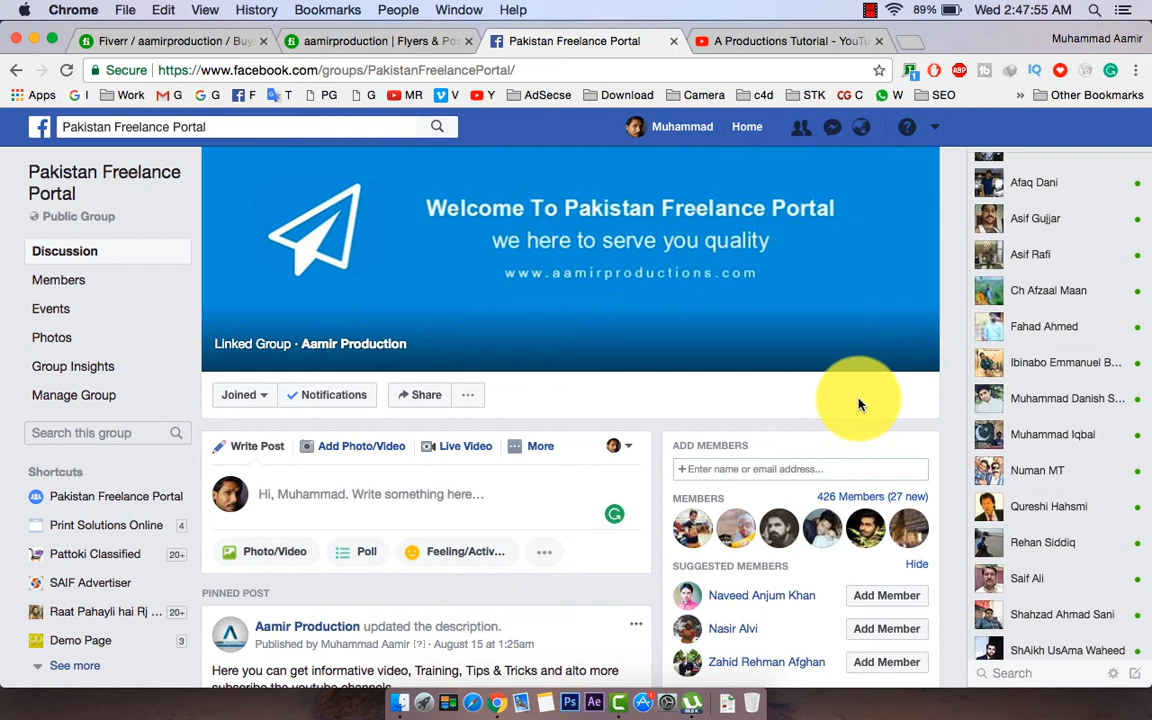 Chrome File Edit View History Bookmarks People Window Help 89% Wed 2:47:55 AM
Fiverr / aamirproduction / Buy
aamirproduction | Flyers & Pos
Pakistan Freelance Portal
A Productions Tutorial - YouTu
Muhammad Aamir
Secure https://www.facebook.com/groups/PakistanFreelancePortal/
Apps G I Work G G F T PG G MR V Y AdSecse Download Camera c4d STK CG C W SEO » Other Bookmarks
Pakistan Freelance Portal
Muhammad Home
Pakistan Freelance
Portal
Public Group
Discussion
Members
Events
Photos
Group Insights
Manage Group
Search this group
Shortcuts
Pakistan Freelance Portal
Print Solutions Online 4
Pattoki Classified 20+
SAIF Advertiser
Raat Pahayli hai Rj ... 20+
Demo Page 3
See more
Welcome To Pakistan Freelance Portal
we here to serve you quality
www.aamirproductions.com
Linked Group · Aamir Production
Joined Notifications Share ...
Write Post Add Photo/Video Live Video More
Hi, Muhammad. Write something here...
Photo/Video Poll Feeling/Activ... ...
PINNED POST
Aamir Production updated the description.
Published by Muhammad Aamir [?] · August 15 at 1:25am
Here you can get informative video, Training, Tips & Tricks and alto more
subscribe the youtube channels
ADD MEMBERS
+ Enter name or email address...
MEMBERS 426 Members (27 new)
SUGGESTED MEMBERS Hide
Naveed Anjum Khan Add Member
Nasir Alvi Add Member
Zahid Rehman Afghan Add Member
Afaq Dani
Asif Gujjar
Asif Rafi
Ch Afzaal Maan
Fahad Ahmed
Ibinabo Emmanuel B...
Muhammad Danish S...
Muhammad Iqbal
Numan MT
Qureshi Hahsmi
Rehan Siddiq
Saif Ali
Shahzad Ahmad Sani
ShAikh UsAma Waheed
Search